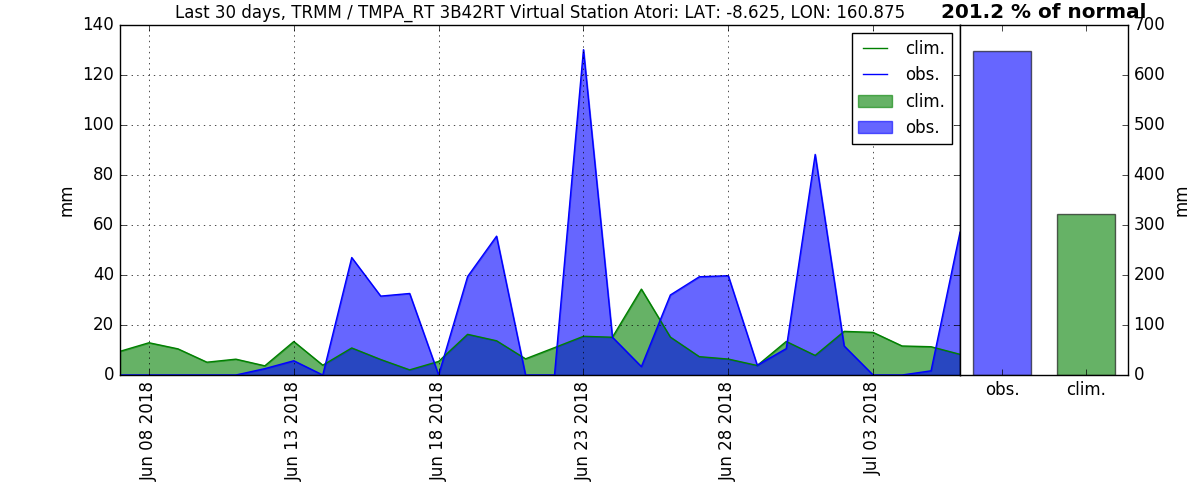 Last 30 days, TRMM / TMPA_RT 3B42RT Virtual Station Atori: LAT: -8.625, LON: 160.875
201.2 % of normal
140
120
100
80
60
40
20
0
mm
clim.
obs.
clim.
obs.
700
600
500
400
300
200
100
0
mm
Jun 08 2018
Jun 13 2018
Jun 18 2018
Jun 23 2018
Jun 28 2018
Jul 03 2018
obs.
clim.